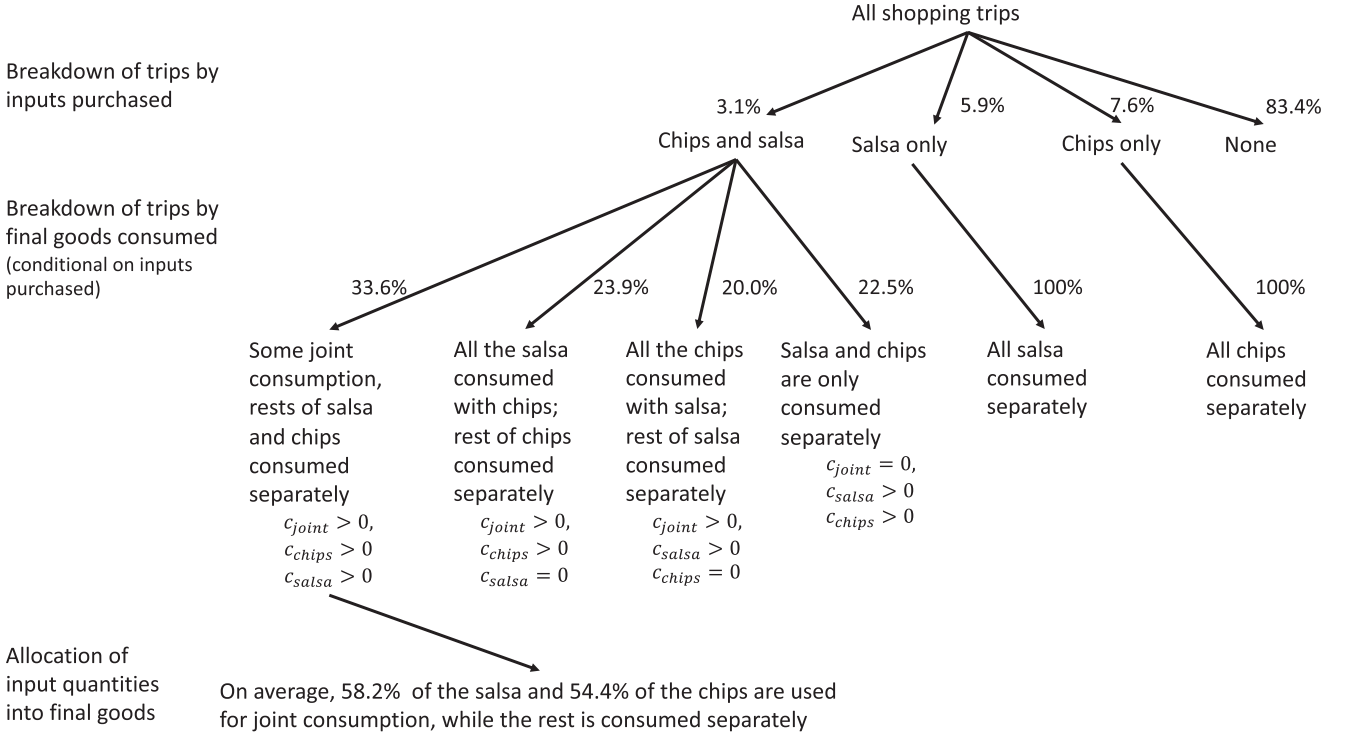 All shopping trips
Breakdown of trips by
inputs purchased
3.1%
5.9%
7.6%
83.4%
Chips and salsa
Salsa only
Chips only
None
Breakdown of trips by
final goods consumed
(conditional on inputs
purchased)
33.6%
23.9%
20.0%
22.5%
100%
100%
Some joint
consumption,
rests of salsa
and chips
consumed
separately
c_joint > 0,
c_chips > 0
c_salsa > 0
All the salsa
consumed
with chips;
rest of chips
consumed
separately
c_joint > 0,
c_chips > 0
c_salsa = 0
All the chips
consumed
with salsa;
rest of salsa
consumed
separately
c_joint > 0,
c_salsa > 0
c_chips = 0
Salsa and chips
are only
consumed
separately
c_joint = 0,
c_salsa > 0
c_chips > 0
All salsa
consumed
separately
All chips
consumed
separately
Allocation of
input quantities
into final goods
On average, 58.2% of the salsa and 54.4% of the chips are used
for joint consumption, while the rest is consumed separately